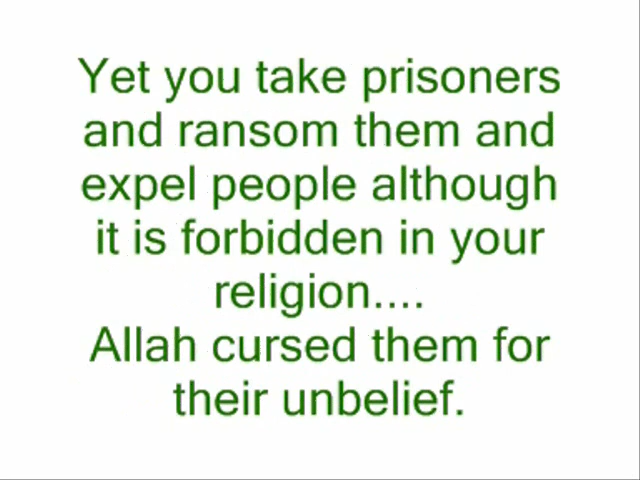 Yet you take prisoners
and ransom them and
expel people although
it is forbidden in your
religion....
Allah cursed them for
their unbelief.